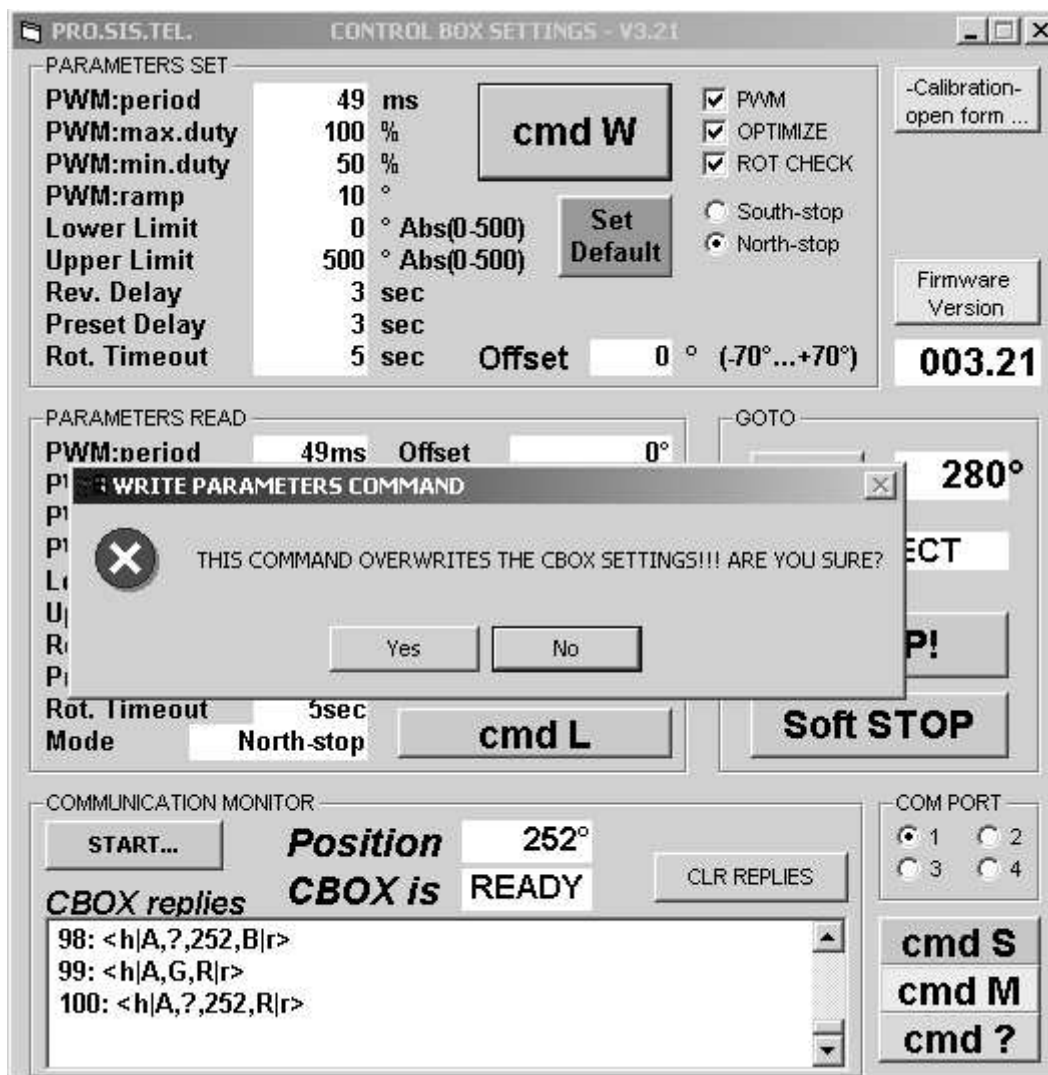 PRO.SIS.TEL. CONTROL BOX SETTINGS - V3.21
PARAMETERS SET
PWM:period 49 ms
PWM:max.duty 100 %
PWM:min.duty 50 %
PWM:ramp 10 °
Lower Limit 0 ° Abs(0-500)
Upper Limit 500 ° Abs(0-500)
Rev. Delay 3 sec
Preset Delay 3 sec
Rot. Timeout 5 sec
cmd W
Set
Default
Offset 0 ° (-70°...+70°)
PWM
OPTIMIZE
ROT CHECK
South-stop
North-stop
-Calibration-
open form ...
Firmware
Version
003.21
PARAMETERS READ
PWM:period 49ms Offset 0°
Rot. Timeout 5sec
Mode North-stop
cmd L
GOTO
280°
ECT
P!
Soft STOP
WRITE PARAMETERS COMMAND
THIS COMMAND OVERWRITES THE CBOX SETTINGS!!! ARE YOU SURE?
Yes No
COMMUNICATION MONITOR
START...
Position 252°
CBOX is READY
CLR REPLIES
CBOX replies
98: <h|A,?,252,B|r>
99: <h|A,G,R|r>
100: <h|A,?,252,R|r>
COM PORT
1 2
3 4
cmd S
cmd M
cmd ?